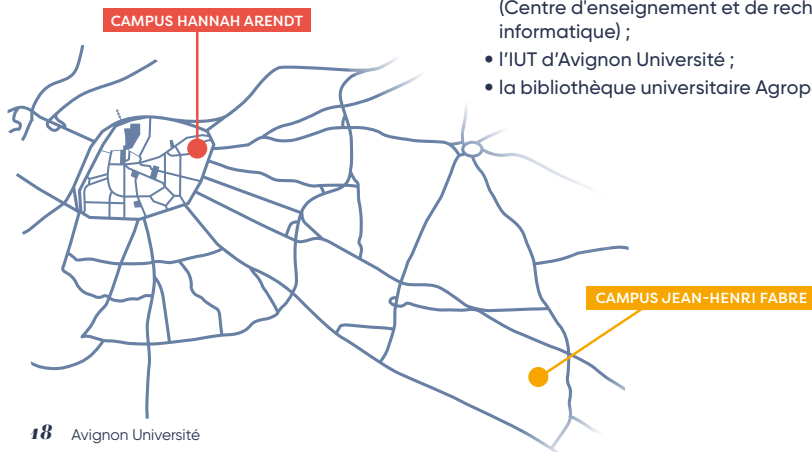 CAMPUS HANNAH ARENDT
(Centre d'enseignement et de rech
informatique) ;
• l'IUT d'Avignon Université ;
• la bibliothèque universitaire Agrop
CAMPUS JEAN-HENRI FABRE
18 Avignon Université